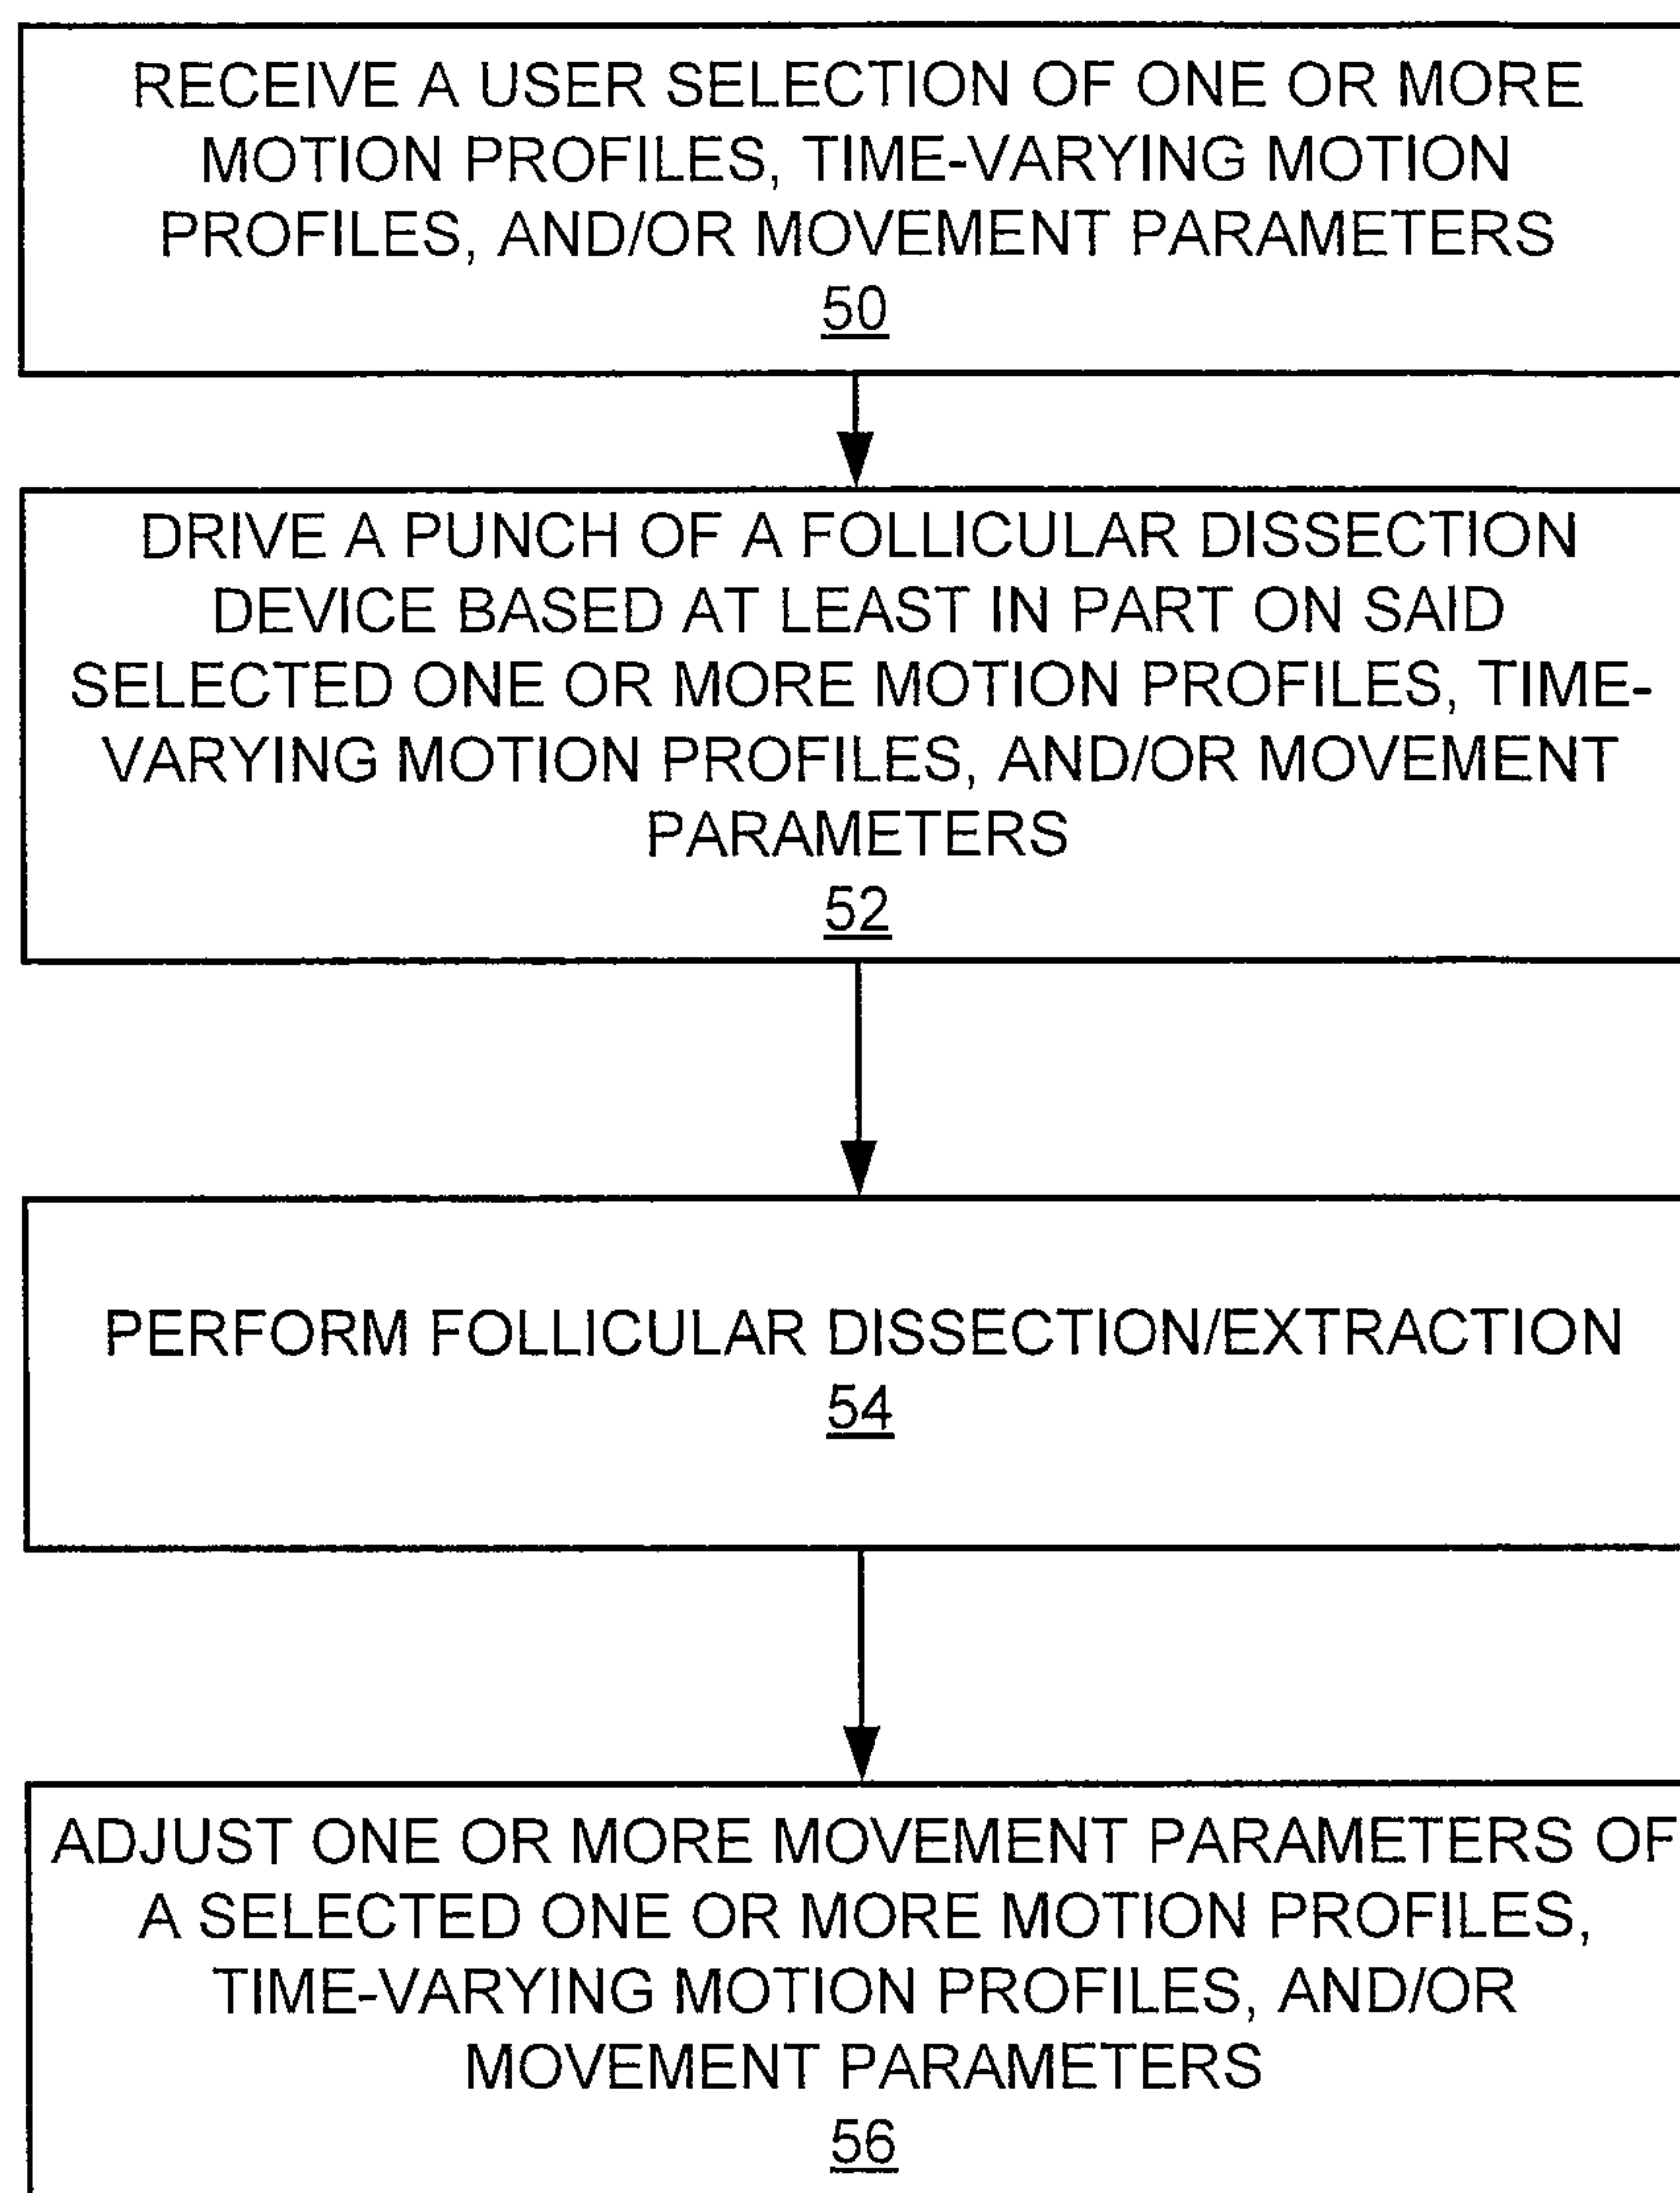 RECEIVE A USER SELECTION OF ONE OR MORE
MOTION PROFILES, TIME-VARYING MOTION
PROFILES, AND/OR MOVEMENT PARAMETERS
50
DRIVE A PUNCH OF A FOLLICULAR DISSECTION
DEVICE BASED AT LEAST IN PART ON SAID
SELECTED ONE OR MORE MOTION PROFILES, TIME-
VARYING MOTION PROFILES, AND/OR MOVEMENT
PARAMETERS
52
PERFORM FOLLICULAR DISSECTION/EXTRACTION
54
ADJUST ONE OR MORE MOVEMENT PARAMETERS OF
A SELECTED ONE OR MORE MOTION PROFILES,
TIME-VARYING MOTION PROFILES, AND/OR
MOVEMENT PARAMETERS
56